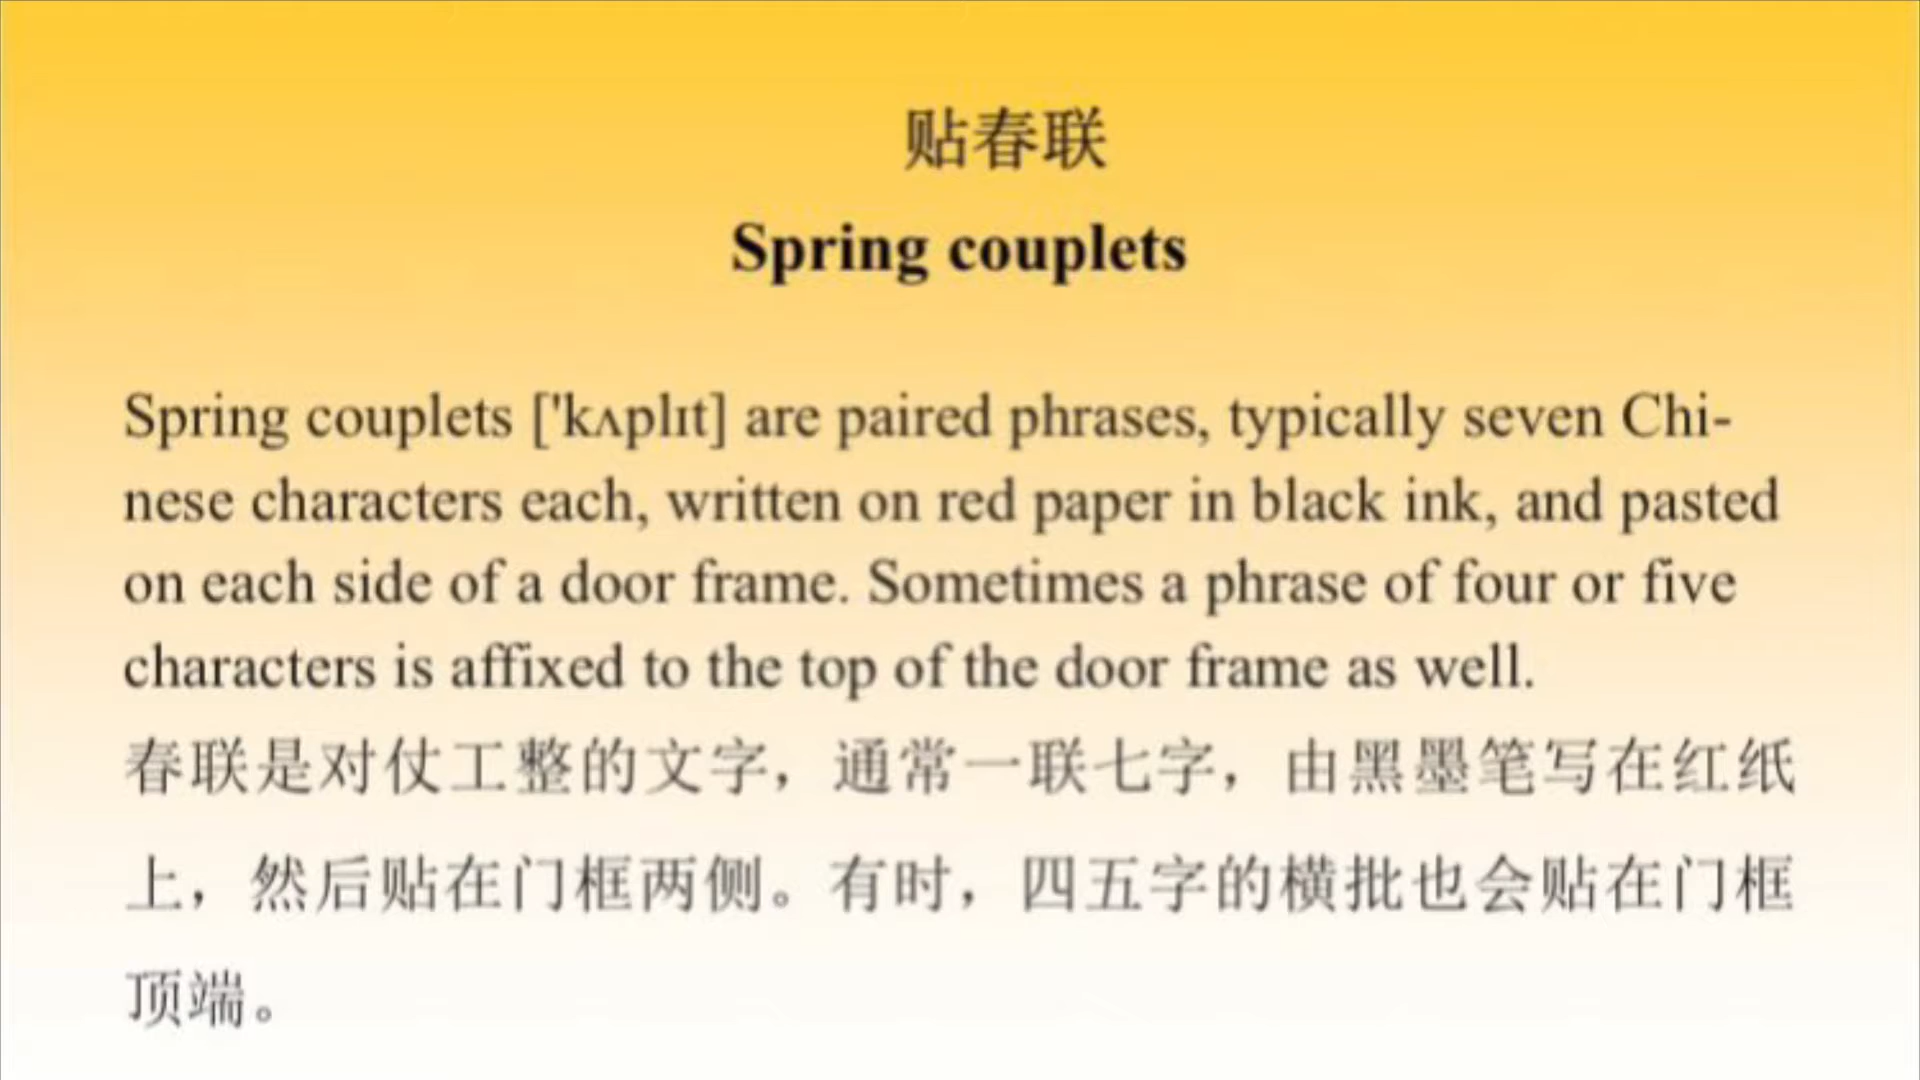 贴春联
Spring couplets
Spring couplets ['kʌplɪt] are paired phrases, typically seven Chi-
nese characters each, written on red paper in black ink, and pasted
on each side of a door frame. Sometimes a phrase of four or five
characters is affixed to the top of the door frame as well.
春联是对仗工整的文字，通常一联七字，由黑墨笔写在红纸
上，然后贴在门框两侧。有时，四五字的横批也会贴在门框
顶端。